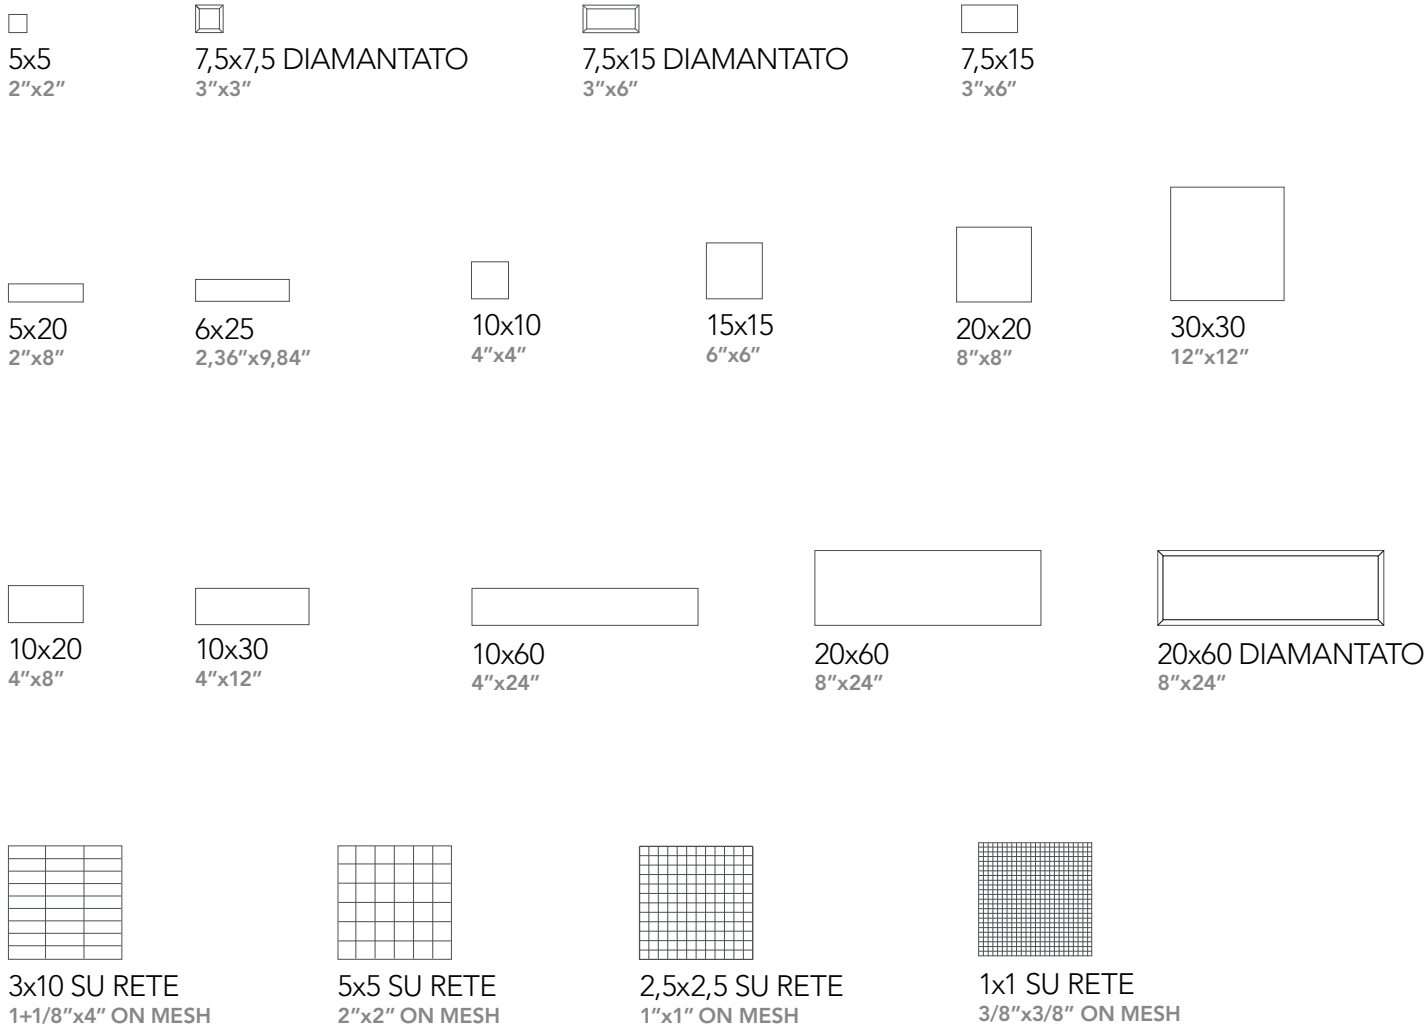 5x5
2”x2”
7,5x7,5 DIAMANTATO
3”x3”
7,5x15 DIAMANTATO
3”x6”
7,5x15
3”x6”
5x20
2”x8”
6x25
2,36”x9,84”
10x10
4”x4”
15x15
6”x6”
20x20
8”x8”
30x30
12”x12”
10x20
4”x8”
10x30
4”x12”
10x60
4”x24”
20x60
8”x24”
20x60 DIAMANTATO
8”x24”
3x10 SU RETE
1+1/8”x4” ON MESH
5x5 SU RETE
2”x2” ON MESH
2,5x2,5 SU RETE
1”x1” ON MESH
1x1 SU RETE
3/8”x3/8” ON MESH